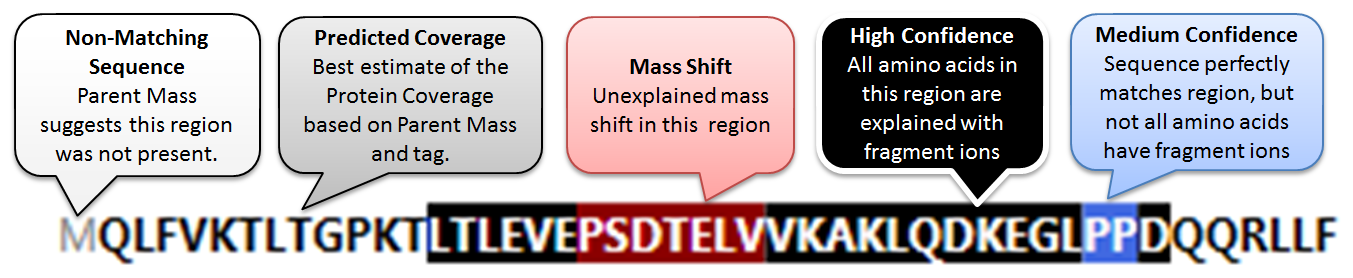 Non-Matching
Sequence
Parent Mass
suggests this region
was not present.
Predicted Coverage
Best estimate of the
Protein Coverage
based on Parent Mass
and tag.
Mass Shift
Unexplained mass
shift in this region
High Confidence
All amino acids in
this region are
explained with
fragment ions
Medium Confidence
Sequence perfectly
matches region, but
not all amino acids
have fragment ions
MQLFVKTLTGPKTLTLEVEPSDTELVVKAKLQDKEGLPPDQQRLLF